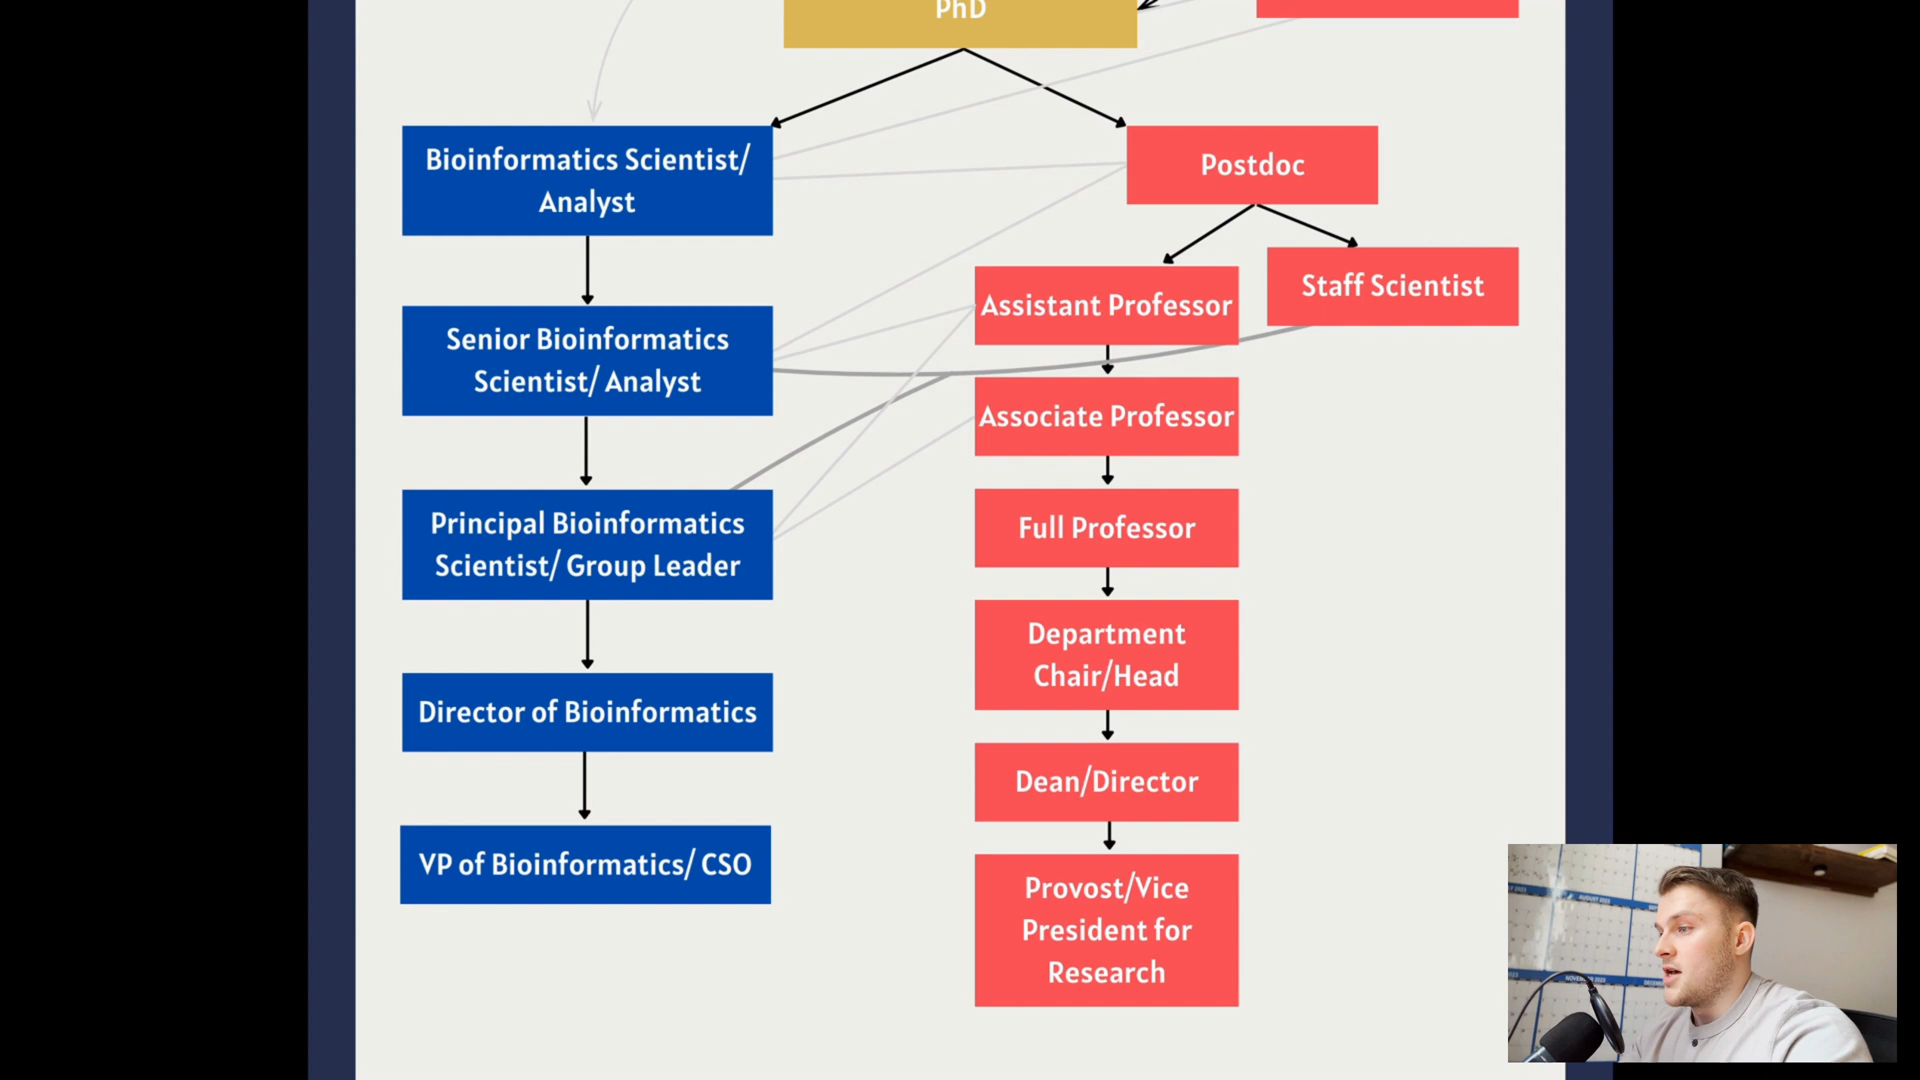 PhD
Bioinformatics Scientist/
Analyst
Postdoc
Senior Bioinformatics
Scientist/ Analyst
Assistant Professor
Staff Scientist
Associate Professor
Principal Bioinformatics
Scientist/ Group Leader
Full Professor
Department
Chair/Head
Director of Bioinformatics
Dean/Director
VP of Bioinformatics/ CSO
Provost/Vice
President for
Research
AUGUST 2023